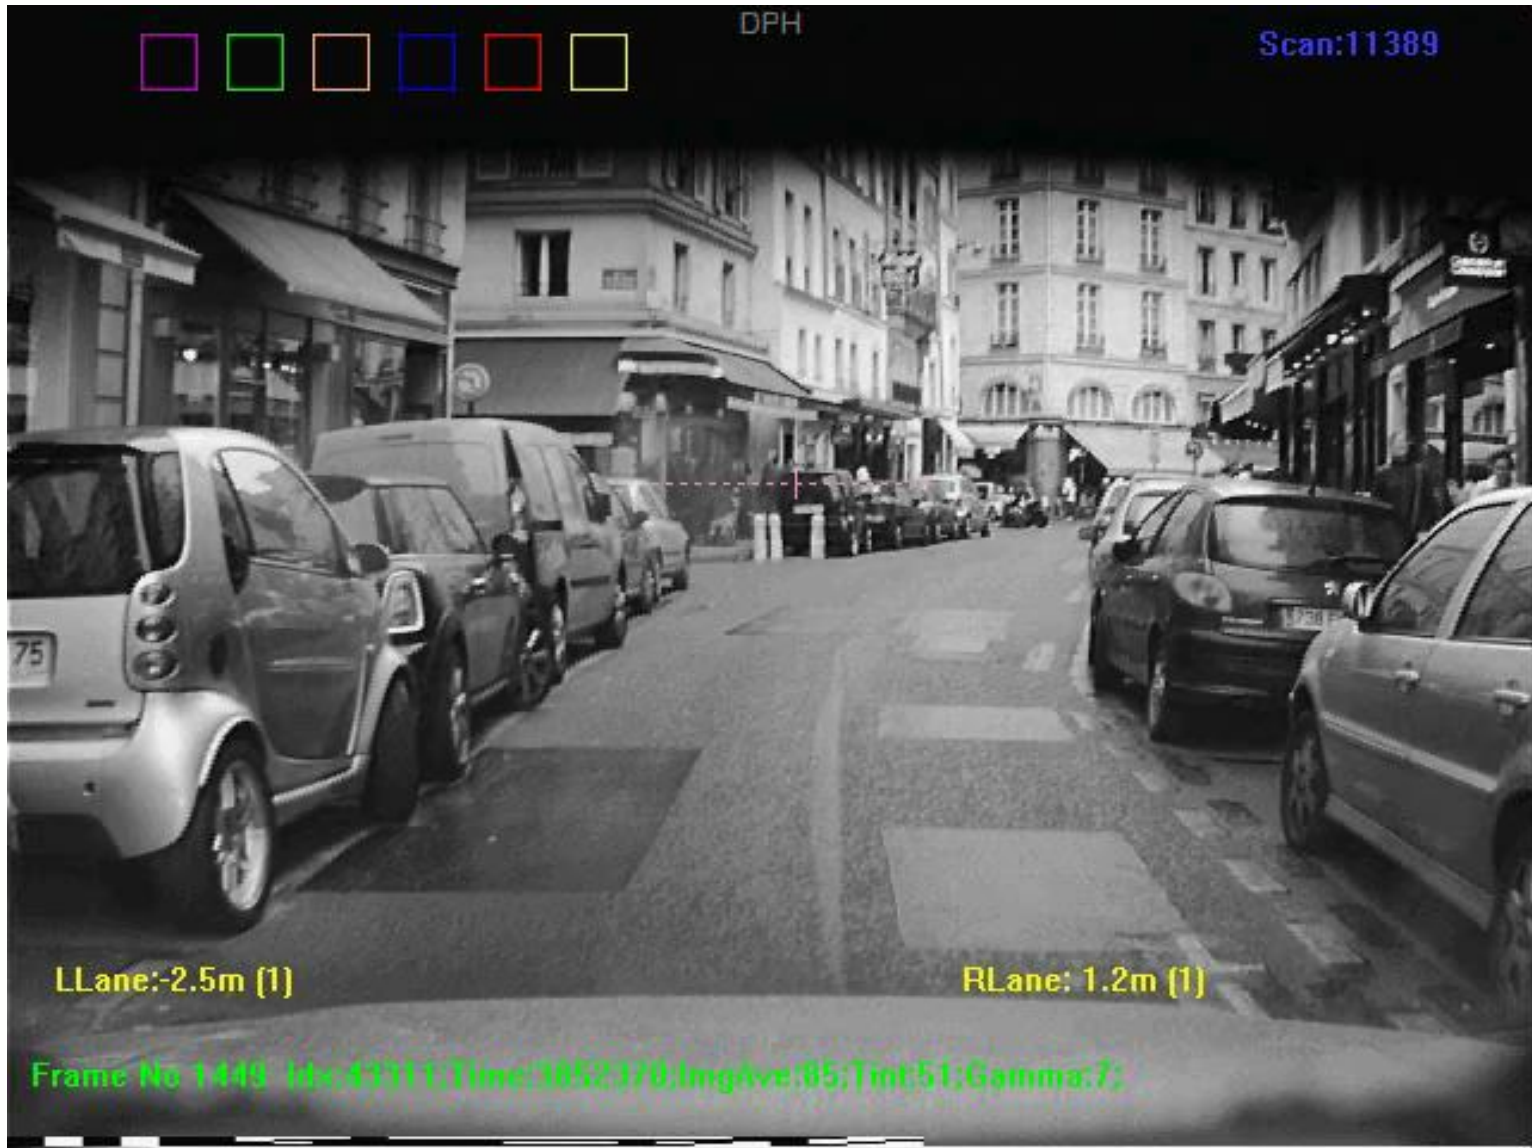 DPH
Scan:11389
75
LLane:-2.5m (1)
RLane: 1.2m (1)
Frame No 1449 Idx:43311;Time:3852378;ImgAve:85;Tint:51;Gamma:7;